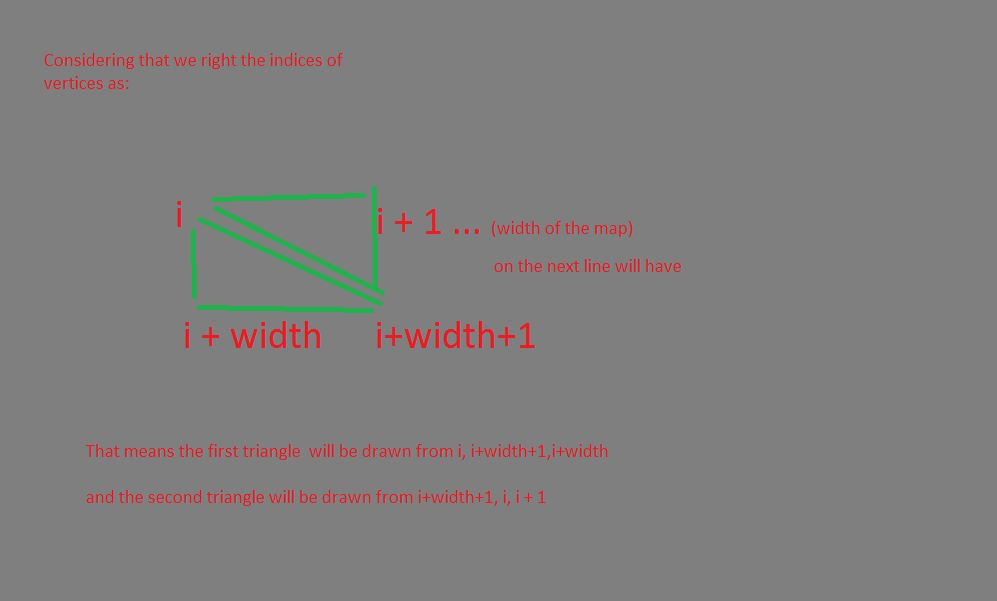 Considering that we right the indices of
vertices as:
i
i + 1 ... (width of the map)
on the next line will have
i + width
i+width+1
That means the first triangle  will be drawn from i, i+width+1,i+width
and the second triangle will be drawn from i+width+1, i, i + 1